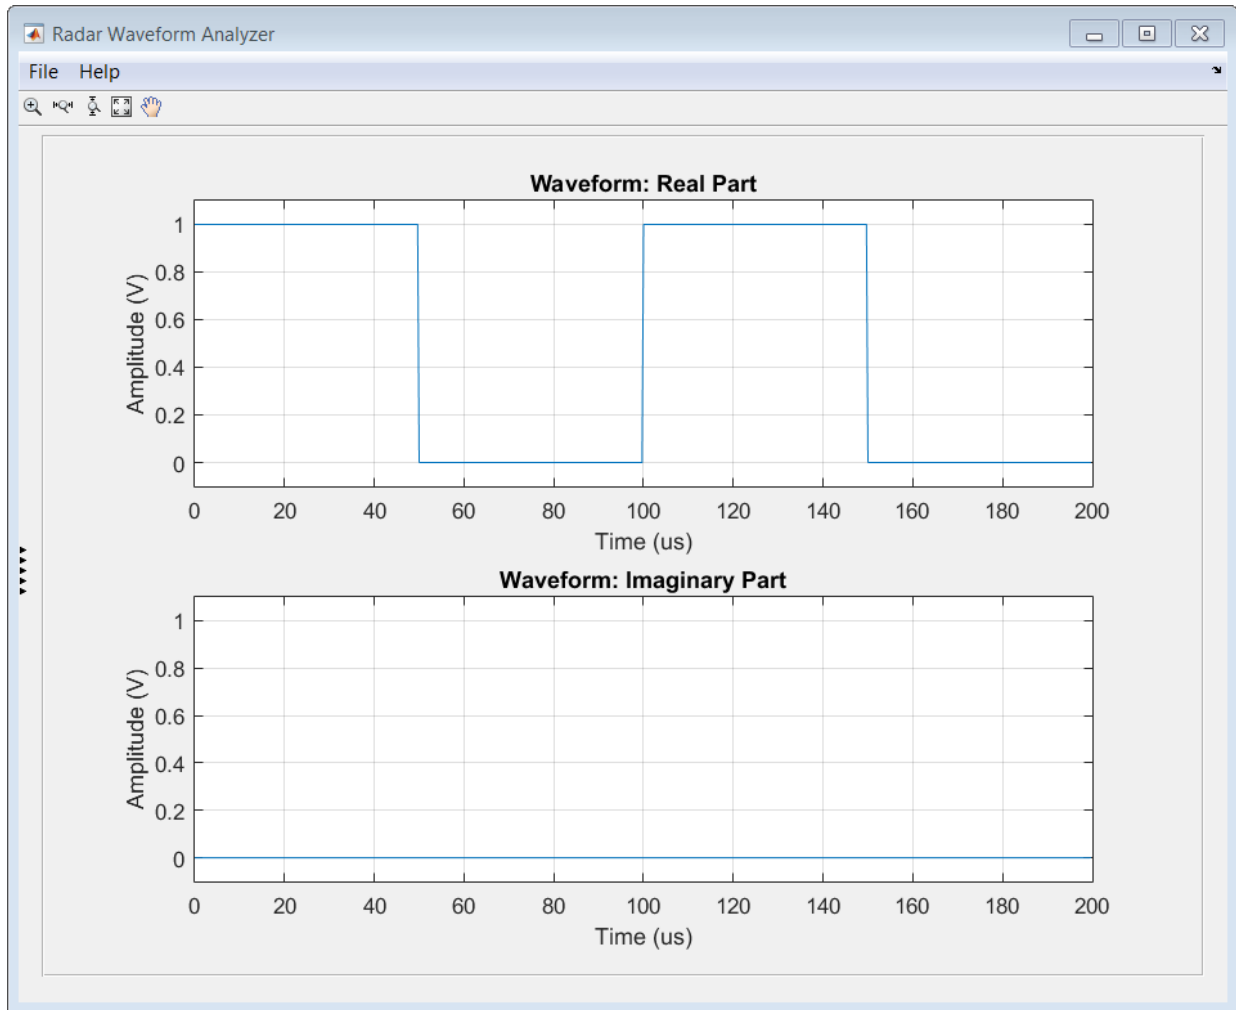 Radar Waveform Analyzer
File Help
Waveform: Real Part
Amplitude (V)
1
0.8
0.6
0.4
0.2
0
0 20 40 60 80 100 120 140 160 180 200
Time (us)
Waveform: Imaginary Part
Amplitude (V)
1
0.8
0.6
0.4
0.2
0
0 20 40 60 80 100 120 140 160 180 200
Time (us)